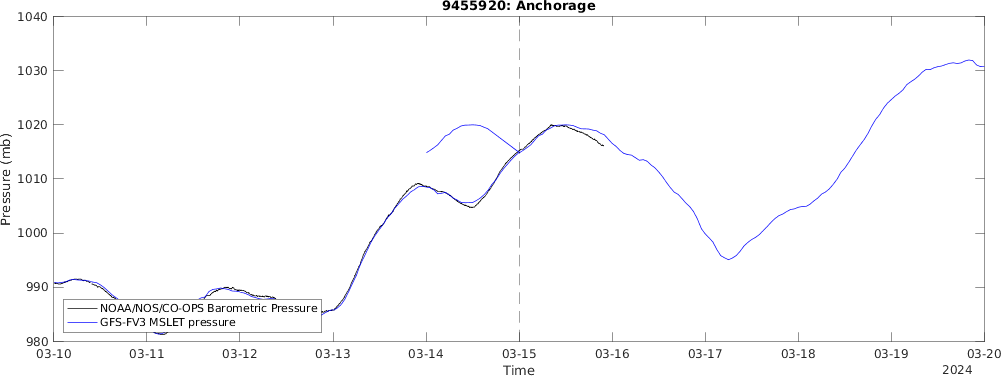 9455920: Anchorage
1040
1030
1020
1010
1000
990
980
Pressure (mb)
NOAA/NOS/CO-OPS Barometric Pressure
GFS-FV3 MSLET pressure
03-10 03-11 03-12 03-13 03-14 03-15 03-16 03-17 03-18 03-19 03-20
Time
2024